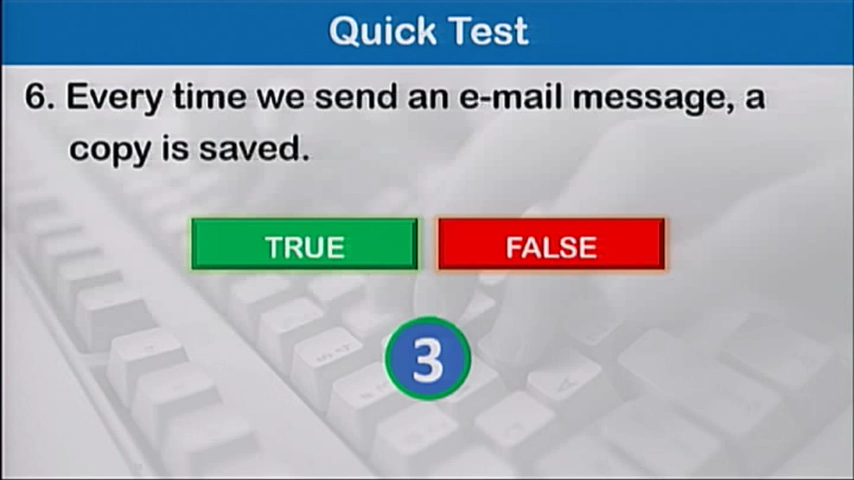 Quick Test
6. Every time we send an e-mail message, a
copy is saved.
TRUE FALSE
3